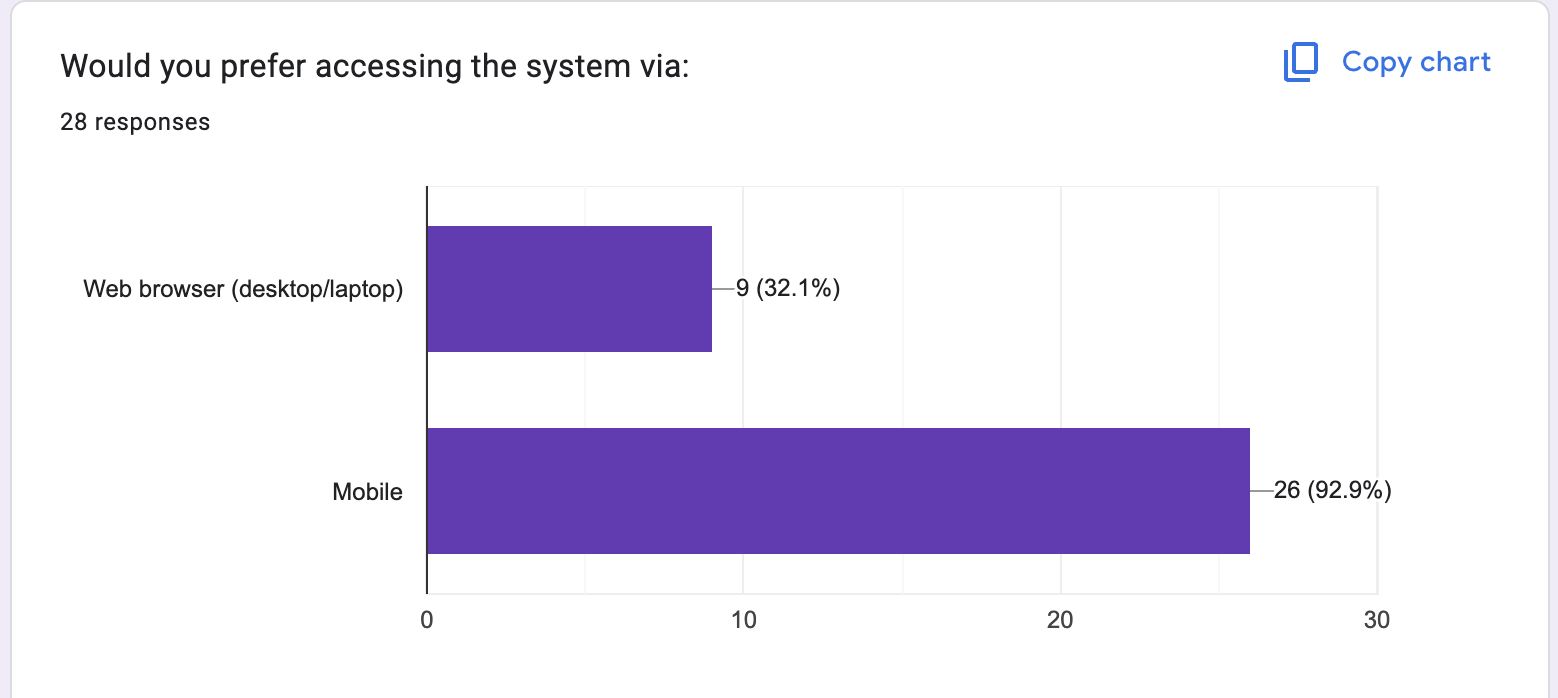 Would you prefer accessing the system via:
Copy chart
28 responses
Web browser (desktop/laptop)
9 (32.1%)
Mobile
26 (92.9%)
0 10 20 30